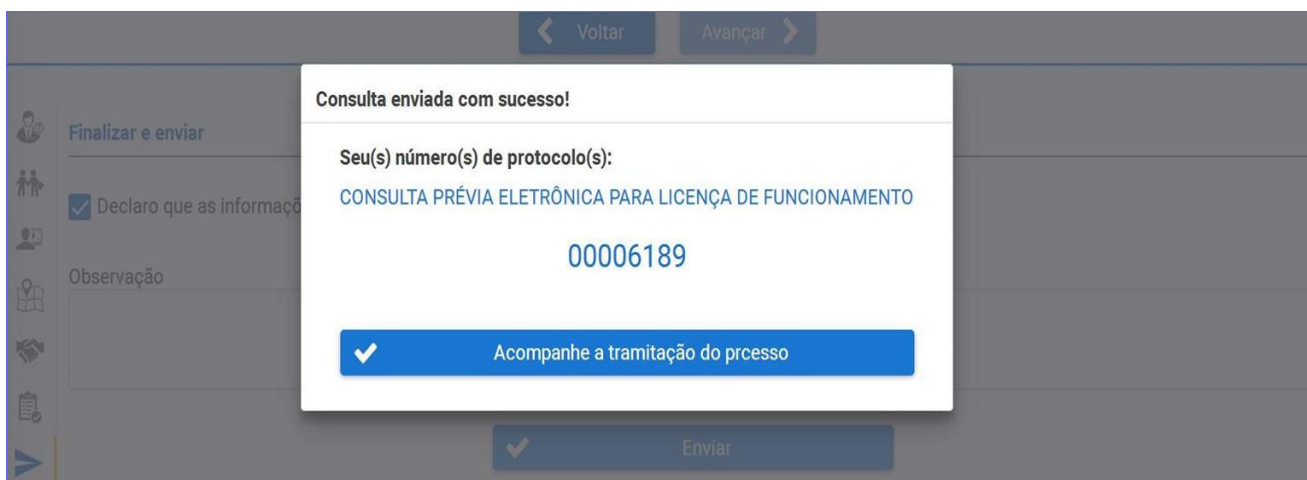 Voltar
Avançar
Consulta enviada com sucesso!
Finalizar e enviar
Seu(s) número(s) de protocolo(s):
CONSULTA PRÉVIA ELETRÔNICA PARA LICENÇA DE FUNCIONAMENTO
Declaro que as
00006189
Observação
Acompanhe a tramitação do prcesso
Enviar